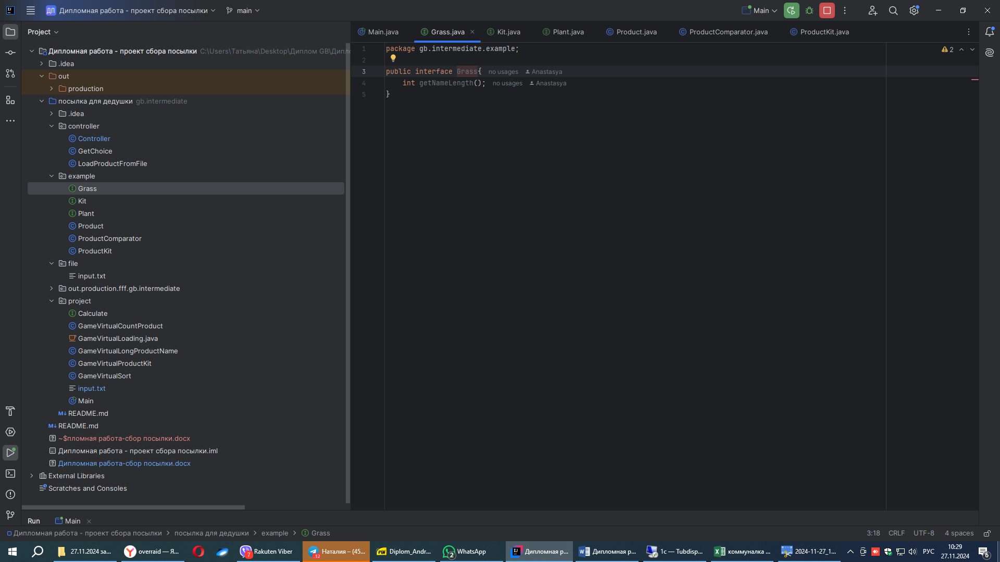 ДП Дипломная работа - проект сбора посылки main Main
Project
Main.java Grass.java Kit.java Plant.java Product.java ProductComparator.java ProductKit.java
Дипломная работа - проект сбора посылки C:\Users\Татьяна\Desktop\Диплом GB\Дипло
.idea
out
production
посылка для дедушки gb.intermediate
.idea
controller
Controller
GetChoice
LoadProductFromFile
example
Grass
Kit
Plant
Product
ProductComparator
ProductKit
file
input.txt
out.production.fff.gb.intermediate
project
Calculate
GameVirtualCountProduct
GameVirtualLoading.java
GameVirtualLongProductName
GameVirtualProductKit
GameVirtualSort
input.txt
Main
README.md
README.md
~$пломная работа-сбор посылки.docx
Дипломная работа - проект сбора посылки.iml
Дипломная работа-сбор посылки.docx
External Libraries
Scratches and Consoles
1 package gb.intermediate.example; 2
2
3 public interface Grass{ no usages Anastasya
4 int getNameLength(); no usages Anastasya
5 }
Run Main
Дипломная работа - проект сбора посылки > посылка для дедушки > example > Grass 3:18 CRLF UTF-8 4 spaces
27.11.2024 за... overraid — Я... 7 Rakuten Viber ..52 Наталия – (45... PDF Diplom_Andr... 2 WhatsApp Дипломная р... Дипломная р... 1c — Tubdisp... коммуналка ... 2024-11-27_1... РУС 10:29
27.11.2024 6